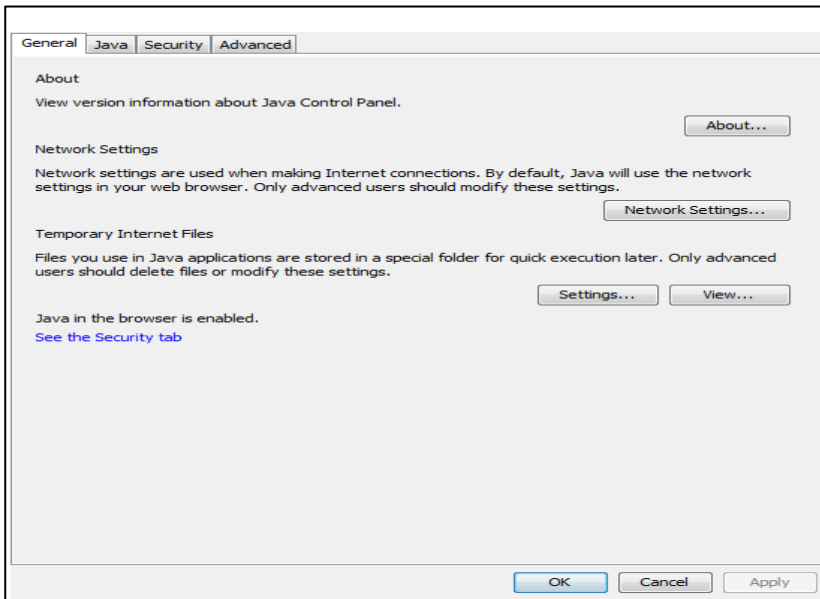 General Java Security Advanced
About
View version information about Java Control Panel.
About...
Network Settings
Network settings are used when making Internet connections. By default, Java will use the network
settings in your web browser. Only advanced users should modify these settings.
Network Settings...
Temporary Internet Files
Files you use in Java applications are stored in a special folder for quick execution later. Only advanced
users should delete files or modify these settings.
Settings... View...
Java in the browser is enabled.
See the Security tab
OK Cancel Apply